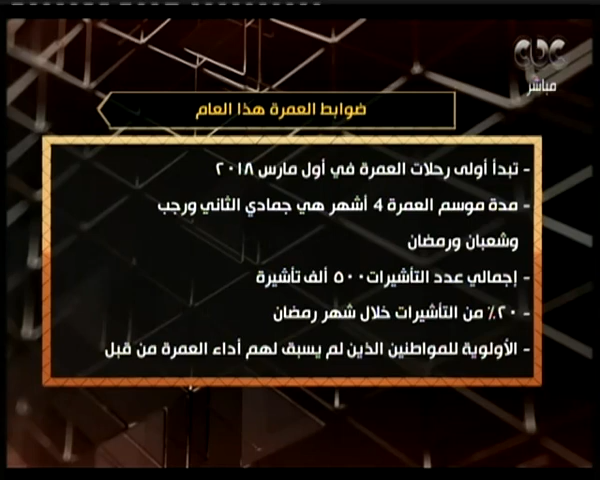 cbc
مباشر
ضوابط العمرة هذا العام
- تبدأ أولى رحلات العمرة في أول مارس ٢٠١٨
- مدة موسم العمرة 4 أشهر هي جمادي الثاني ورجب
وشعبان ورمضان
- إجمالي عدد التأشيرات ٥٠٠ ألف تأشيرة
- ٢٠٪ من التأشيرات خلال شهر رمضان
- الأولوية للمواطنين الذين لم يسبق لهم أداء العمرة من قبل